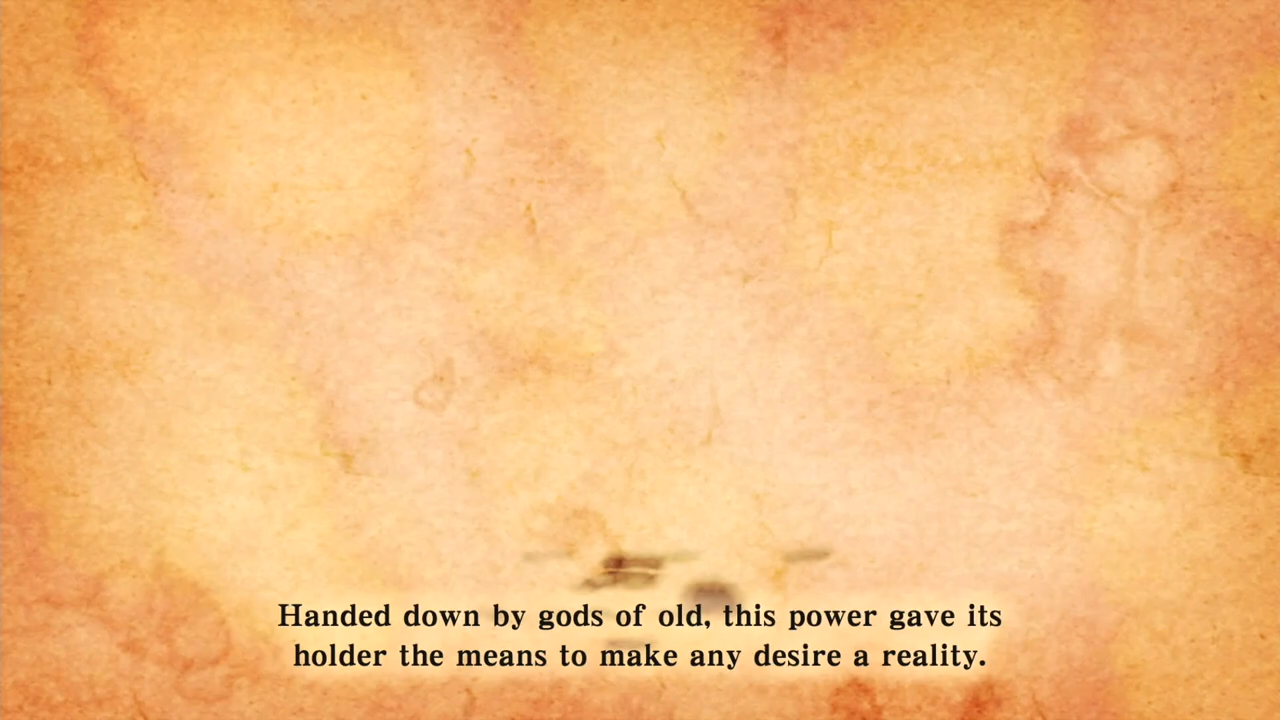 Handed down by gods of old, this power gave its
holder the means to make any desire a reality.